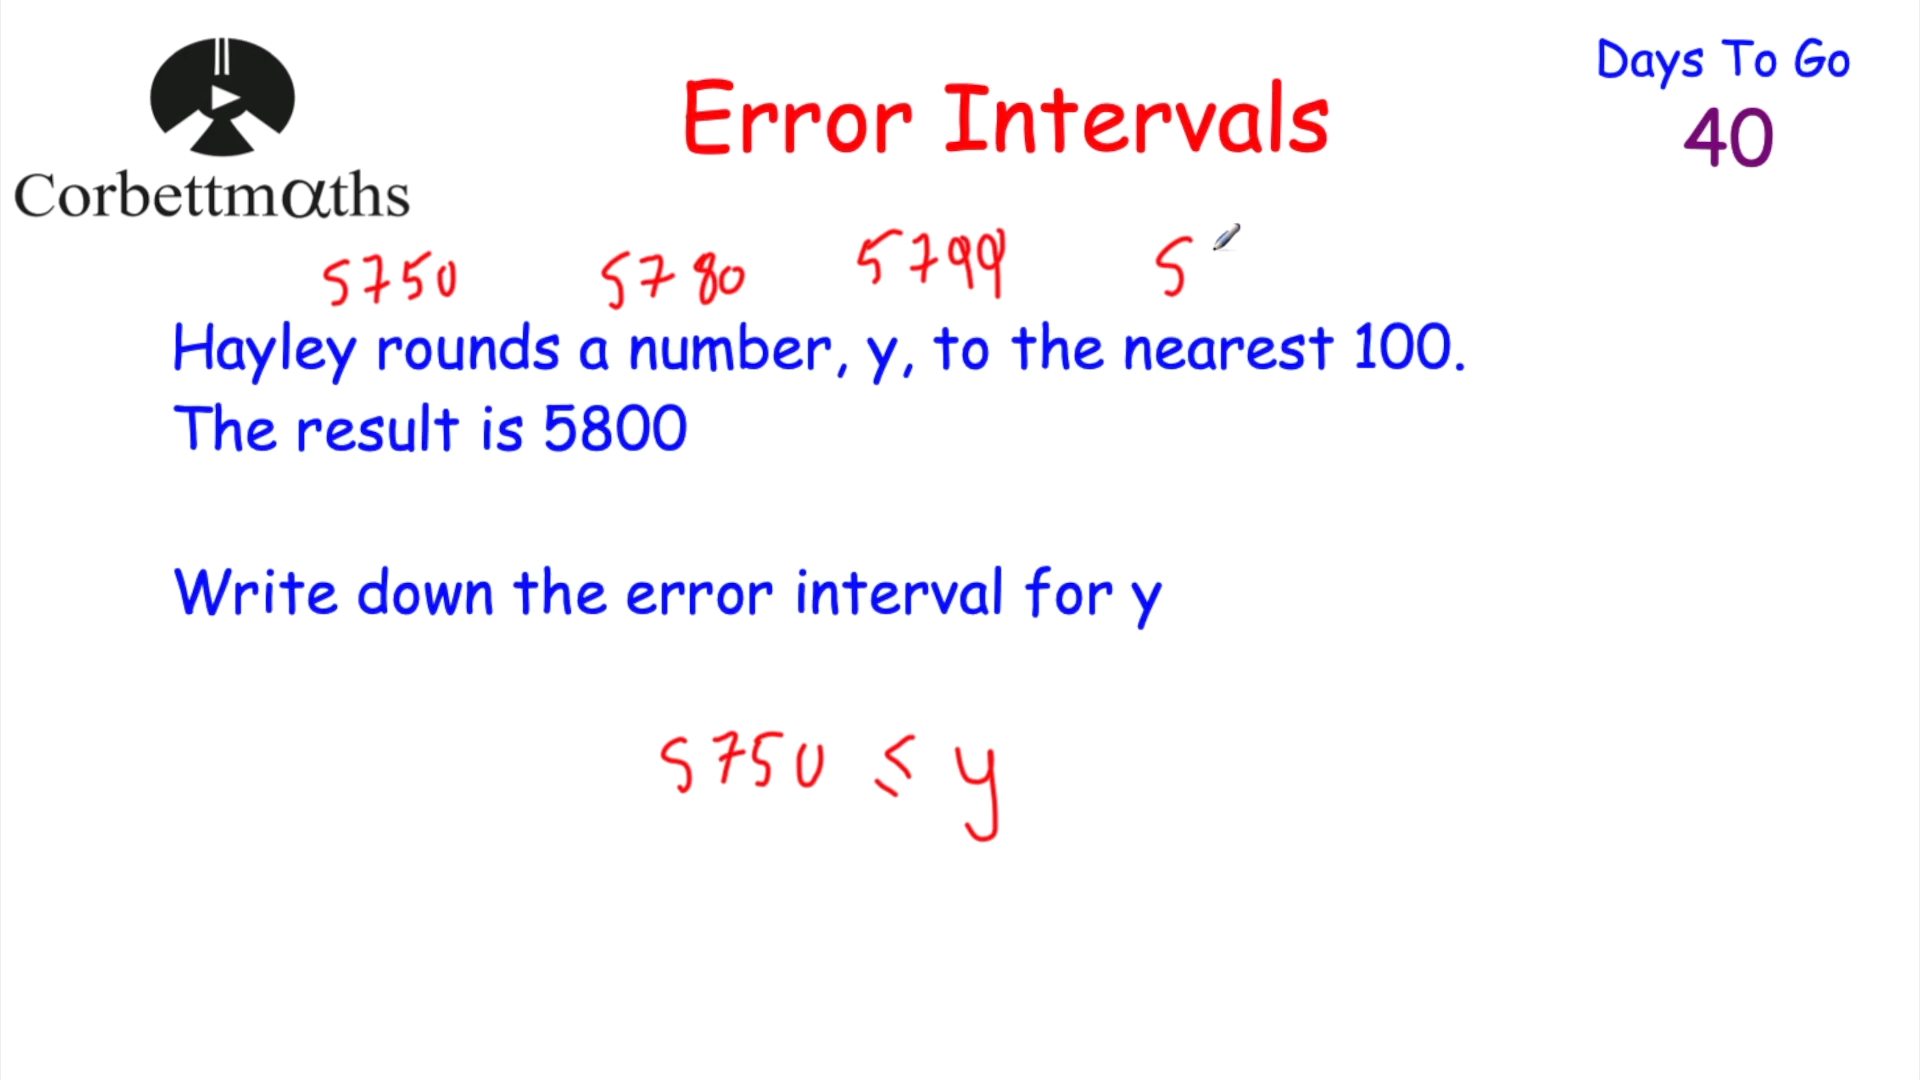 Days To Go
40
Error Intervals
Corbettmαths
5750 5780 5799 5
Hayley rounds a number, y, to the nearest 100.
The result is 5800
Write down the error interval for y
5750 ≤ y